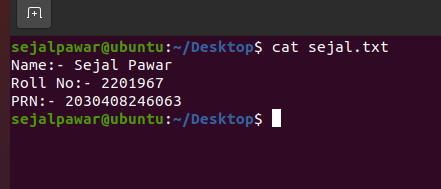 sejalpawar@ubuntu:~/Desktop$ cat sejal.txt
Name:- Sejal Pawar
Roll No:- 2201967
PRN:- 2030408246063
sejalpawar@ubuntu:~/Desktop$